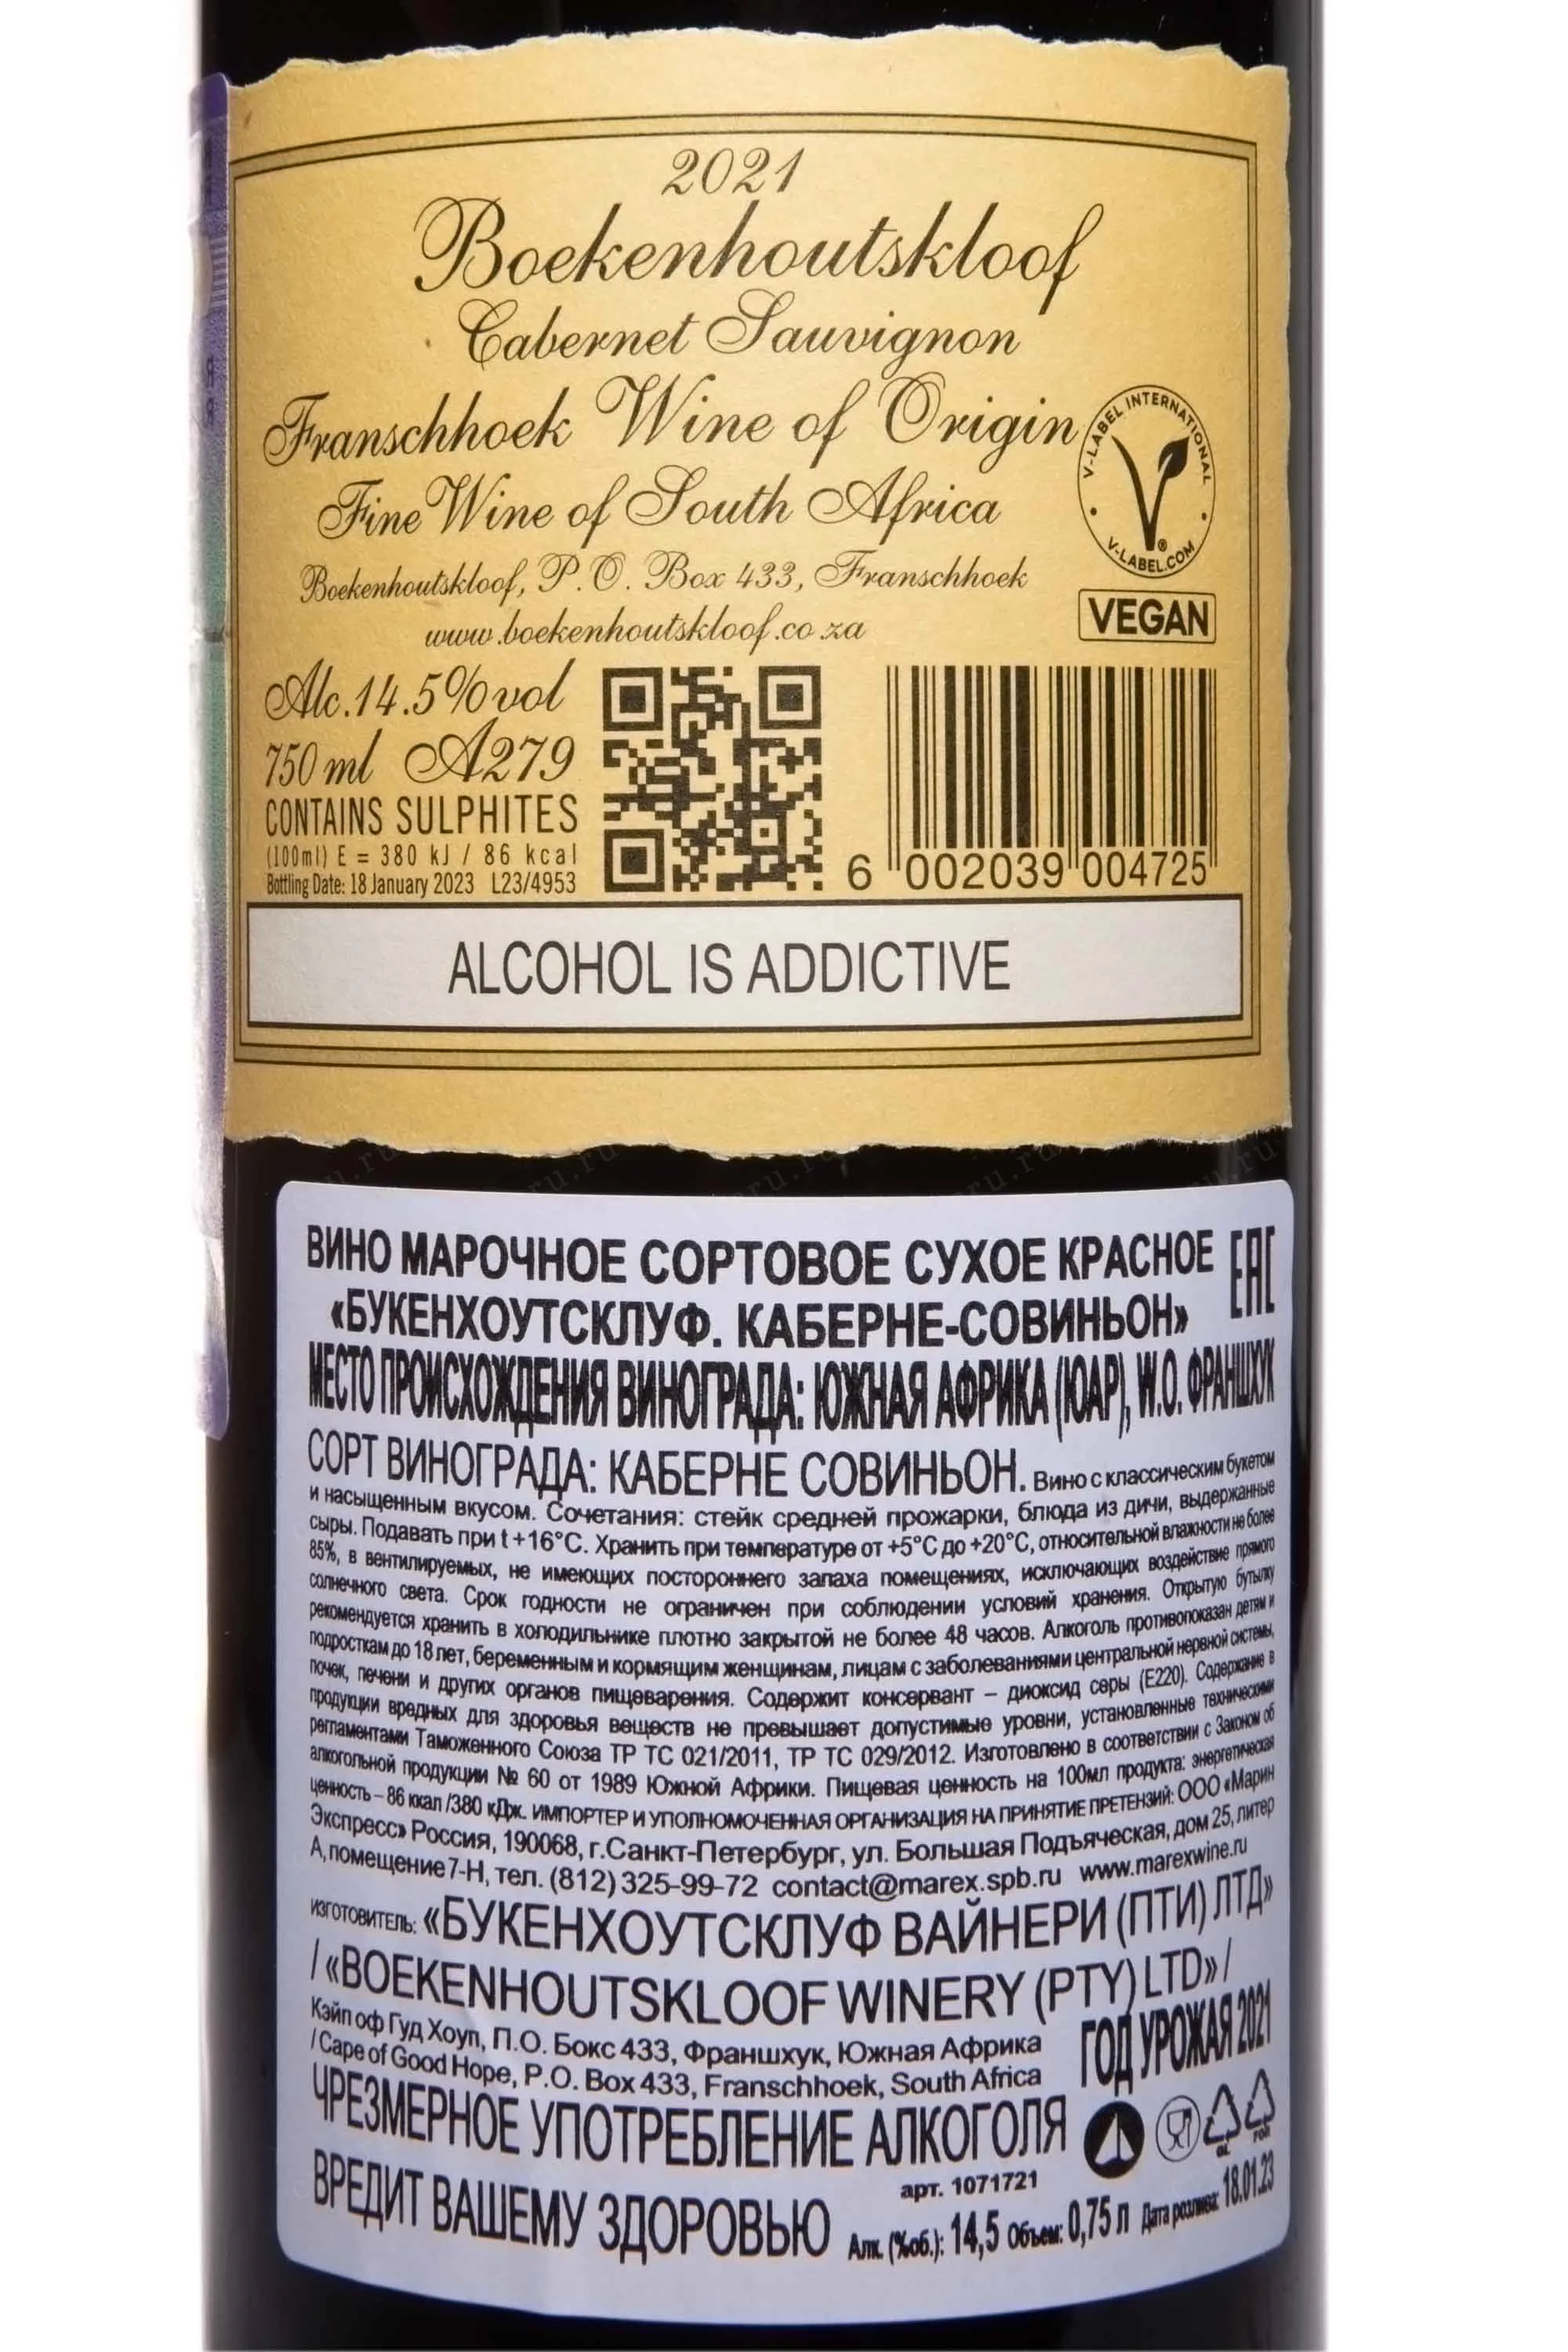 2021
Boekenhoutskloof
Cabernet Sauvignon
Franschhoek Wine of Origin
Fine Wine of South Africa
Boekenhoutskloof, P.O. Box 433, Franschhoek
www.boekenhoutskloof.co.za
V-LABEL INTERNATIONAL
V-LABEL.COM
VEGAN
Alc.14.5% vol
750 ml A279
CONTAINS SULPHITES
(100ml) E = 380 kJ / 86 kcal
Bottling Date: 18 January 2023 L23/4953
6 002039 004725
ALCOHOL IS ADDICTIVE
ВИНО МАРОЧНОЕ СОРТОВОЕ СУХОЕ КРАСНОЕ
EAC
«БУКЕНХОУТСКЛУФ. КАБЕРНЕ-СОВИНЬОН»
МЕСТО ПРОИСХОЖДЕНИЯ ВИНОГРАДА: ЮЖНАЯ АФРИКА (ЮАР), W.O. ФРАНШХУК
СОРТ ВИНОГРАДА: КАБЕРНЕ СОВИНЬОН. Вино с классическим букетом
и насыщенным вкусом. Сочетания: стейк средней прожарки, блюда из дичи, выдержанные
сыры. Подавать при t +16°C. Хранить при температуре от +5°C до +20°C, относительной влажности не более
85%, в вентилируемых, не имеющих постороннего запаха помещениях, исключающих воздействие прямого
солнечного света. Срок годности не ограничен при соблюдении условий хранения. Открытую бутылку
рекомендуется хранить в холодильнике плотно закрытой не более 48 часов. Алкоголь противопоказан детям и
подросткам до 18 лет, беременным и кормящим женщинам, лицам с заболеваниями центральной нервной системы,
почек, печени и других органов пищеварения. Содержит консервант – диоксид серы (E220). Содержание в
продукции вредных для здоровья веществ не превышает допустимые уровни, установленные техническими
регламентами Таможенного Союза ТР ТС 021/2011, ТР ТС 029/2012. Изготовлено в соответствии с Законом об
алкогольной продукции № 60 от 1989 Южной Африки. Пищевая ценность на 100мл продукта: энергетическая
ценность – 86 ккал /380 кДж. ИМПОРТЕР И УПОЛНОМОЧЕННАЯ ОРГАНИЗАЦИЯ НА ПРИНЯТИЕ ПРЕТЕНЗИЙ: ООО «Марин
Экспресс» Россия, 190068, г.Санкт-Петербург, ул. Большая Подъяческая, дом 25, литер
А, помещение 7-Н, тел. (812) 325-99-72 contact@marex.spb.ru www.marexwine.ru
ИЗГОТОВИТЕЛЬ: «БУКЕНХОУТСКЛУФ ВАЙНЕРИ (ПТИ) ЛТД»
/ «BOEKENHOUTSKLOOF WINERY (PTY) LTD» /
Кэйп оф Гуд Хоуп, П.О. Бокс 433, Франшхук, Южная Африка
/ Cape of Good Hope, P.O. Box 433, Franschhoek, South Africa
ГОД УРОЖАЯ 2021
ЧРЕЗМЕРНОЕ УПОТРЕБЛЕНИЕ АЛКОГОЛЯ
ВРЕДИТ ВАШЕМУ ЗДОРОВЬЮ
арт. 1071721
Алк. (%об.): 14,5 Объем: 0,75 л Дата розлива: 18.01.23